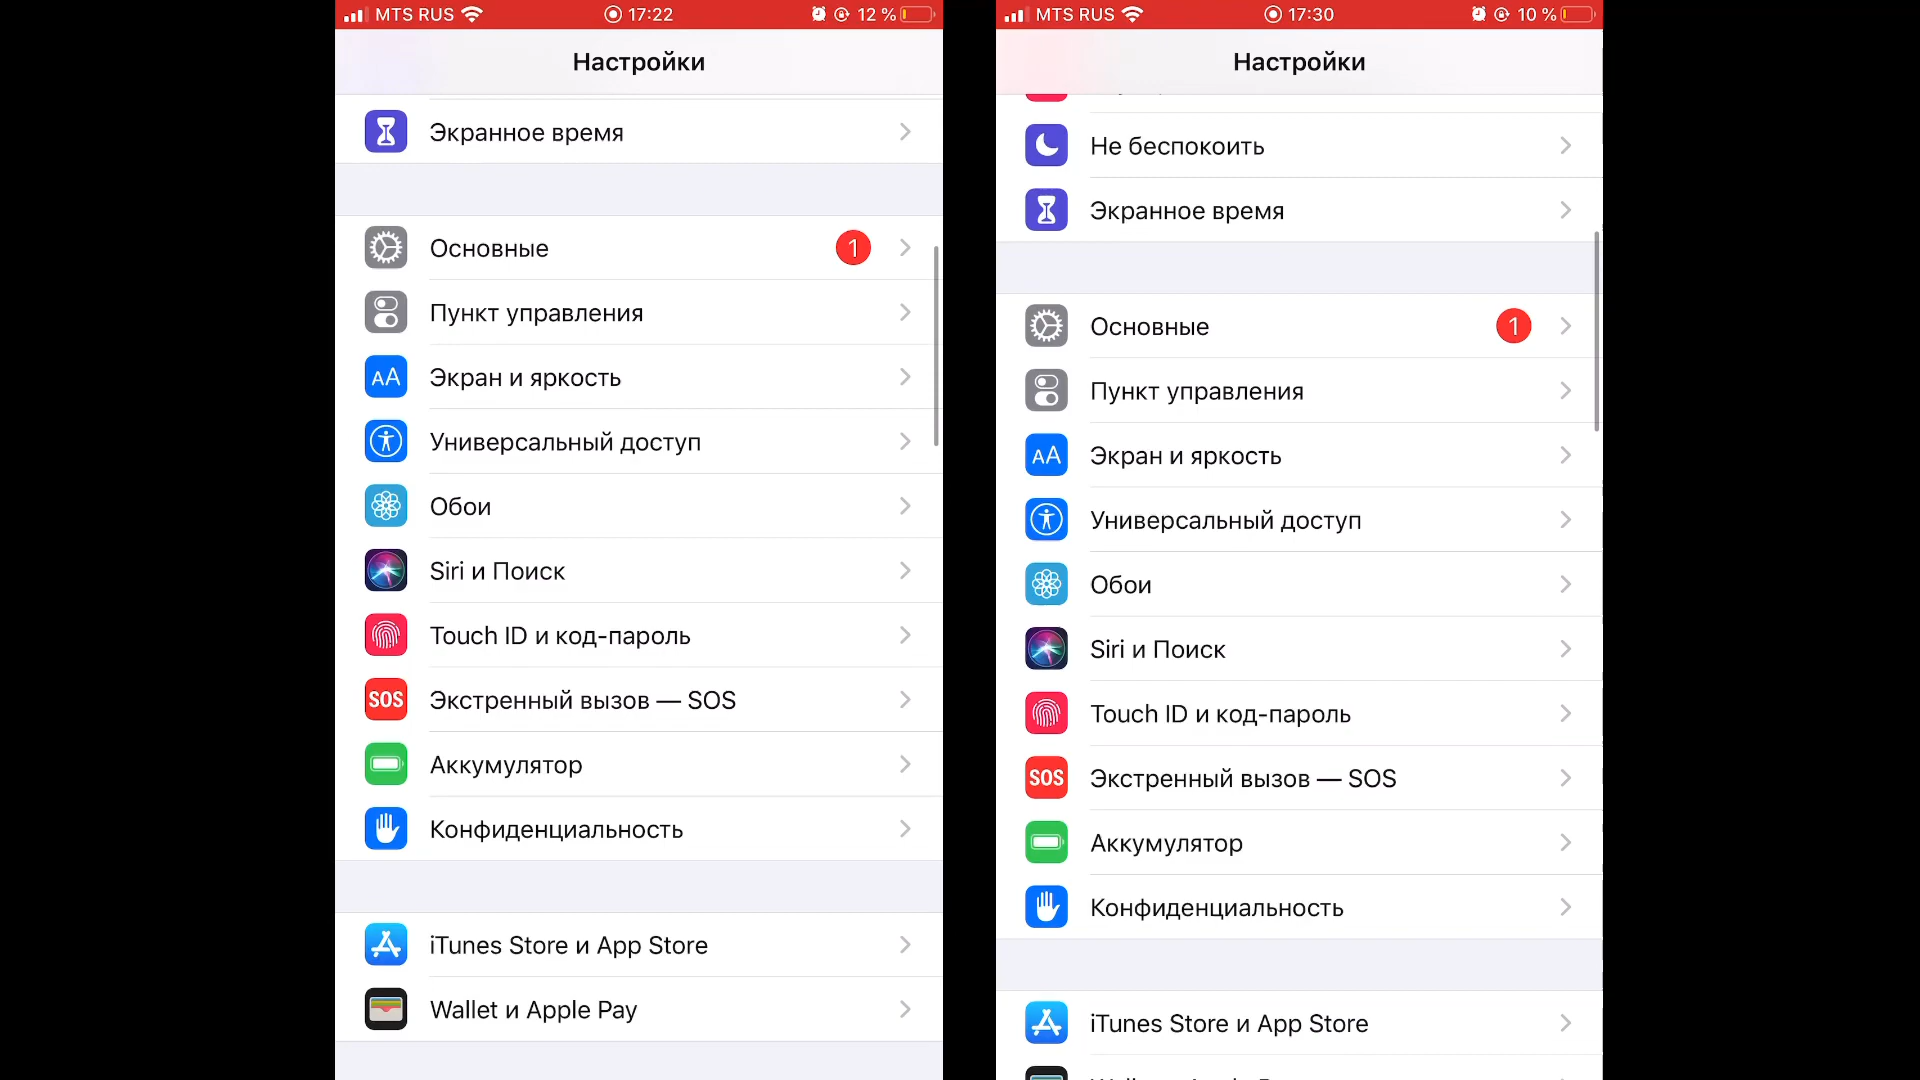 MTS RUS 17:22 12 %
Настройки
Экранное время
Основные 1
Пункт управления
AA Экран и яркость
Универсальный доступ
Обои
Siri и Поиск
Touch ID и код-пароль
SOS Экстренный вызов — SOS
Аккумулятор
Конфиденциальность
iTunes Store и App Store
Wallet и Apple Pay
MTS RUS 17:30 10 %
Настройки
Не беспокоить
Экранное время
Основные 1
Пункт управления
AA Экран и яркость
Универсальный доступ
Обои
Siri и Поиск
Touch ID и код-пароль
SOS Экстренный вызов — SOS
Аккумулятор
Конфиденциальность
iTunes Store и App Store